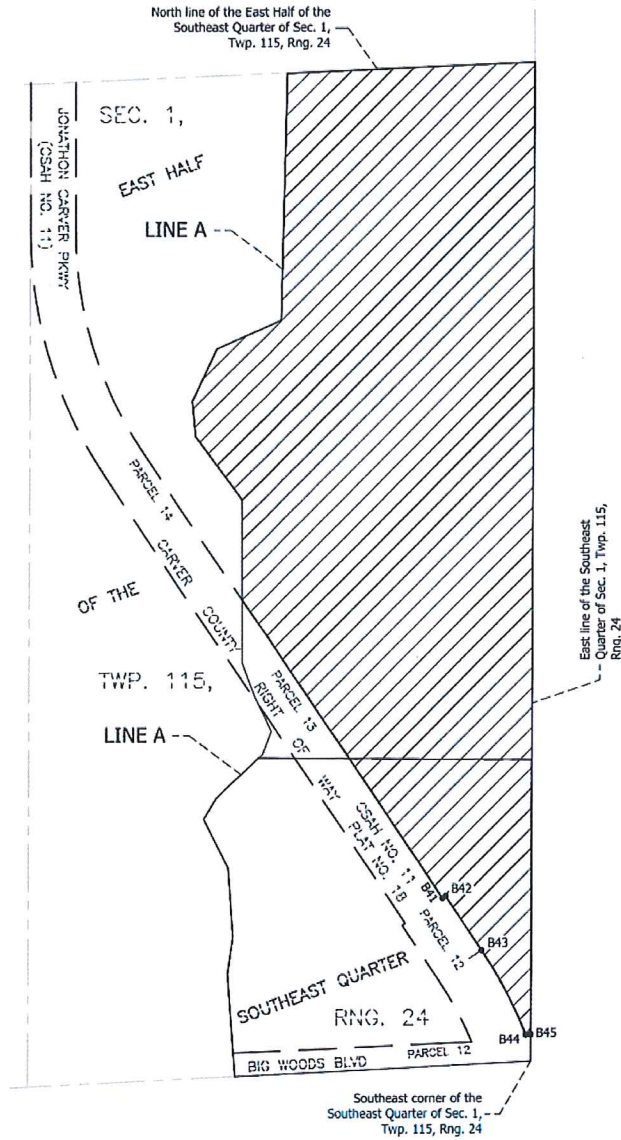 North line of the East Half of the
Southeast Quarter of Sec. 1,
Twp. 115, Rng. 24
SEC. 1,
JONATHON CARVER PKWY
(CSAH NO. 11)
EAST HALF
LINE A
PARCEL 14
CARVER COUNTY
OF THE
East line of the Southeast
Quarter of Sec. 1, Twp. 115,
Rng. 24
TWP. 115,
PARCEL 13
RIGHT OF WAY
LINE A
CSAH NO. 11
PLAT NO. 18
B41
B42
PARCEL 12
B43
SOUTHEAST QUARTER
RNG. 24
B44
B45
BIG WOODS BLVD
PARCEL 12
Southeast corner of the
Southeast Quarter of Sec. 1,
Twp. 115, Rng. 24